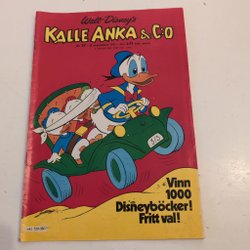 Walt Disney's
KALLE ANKA & C:O
Vinn
1000
Disneyböcker!
Fritt val!